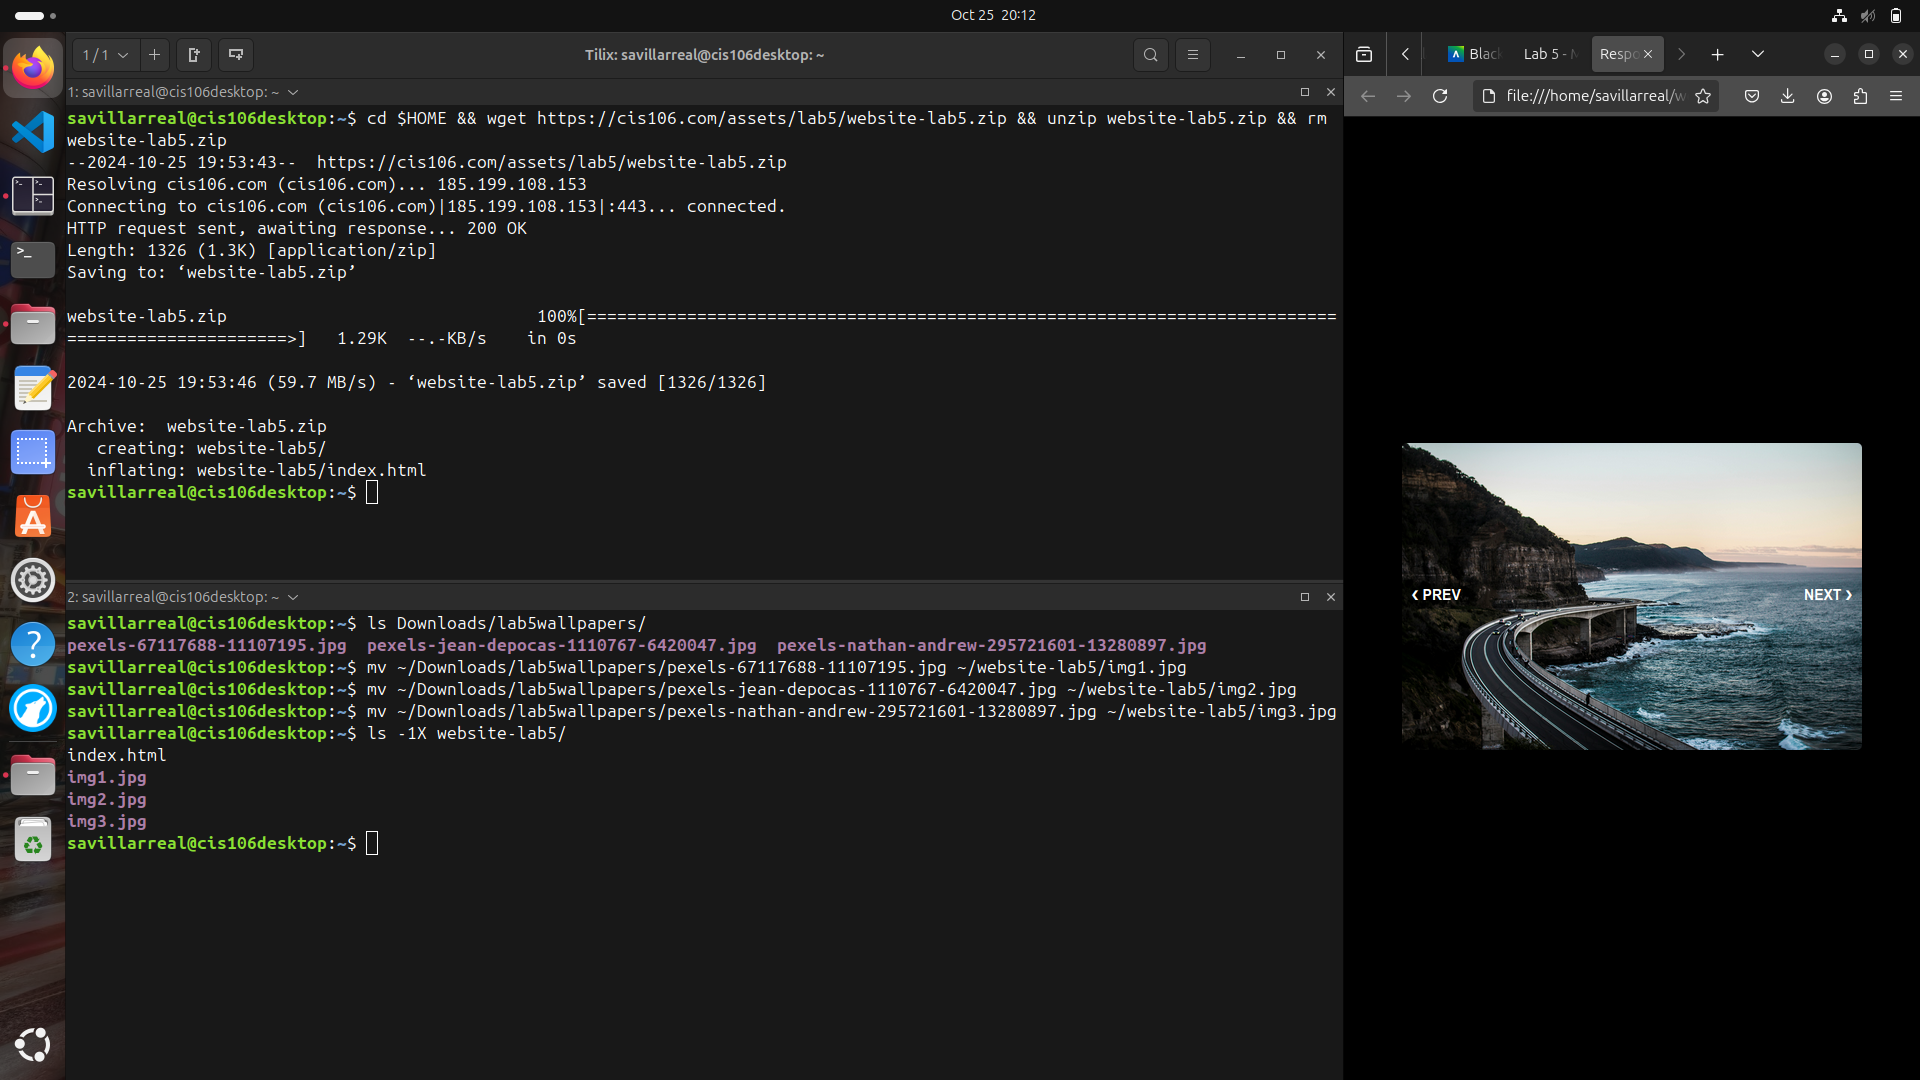 Oct 25 20:12
1 / 1
Tilix: savillarreal@cis106desktop: ~
1: savillarreal@cis106desktop: ~
savillarreal@cis106desktop:~$ cd $HOME && wget https://cis106.com/assets/lab5/website-lab5.zip && unzip website-lab5.zip && rm
website-lab5.zip
--2024-10-25 19:53:43--  https://cis106.com/assets/lab5/website-lab5.zip
Resolving cis106.com (cis106.com)... 185.199.108.153
Connecting to cis106.com (cis106.com)|185.199.108.153|:443... connected.
HTTP request sent, awaiting response... 200 OK
Length: 1326 (1.3K) [application/zip]
Saving to: ‘website-lab5.zip’
website-lab5.zip                               100%[===========================================================================
======================>]   1.29K  --.-KB/s    in 0s
2024-10-25 19:53:46 (59.7 MB/s) - ‘website-lab5.zip’ saved [1326/1326]
Archive:  website-lab5.zip
   creating: website-lab5/
  inflating: website-lab5/index.html
savillarreal@cis106desktop:~$
2: savillarreal@cis106desktop: ~
savillarreal@cis106desktop:~$ ls Downloads/lab5wallpapers/
pexels-67117688-11107195.jpg  pexels-jean-depocas-1110767-6420047.jpg  pexels-nathan-andrew-295721601-13280897.jpg
savillarreal@cis106desktop:~$ mv ~/Downloads/lab5wallpapers/pexels-67117688-11107195.jpg ~/website-lab5/img1.jpg
savillarreal@cis106desktop:~$ mv ~/Downloads/lab5wallpapers/pexels-jean-depocas-1110767-6420047.jpg ~/website-lab5/img2.jpg
savillarreal@cis106desktop:~$ mv ~/Downloads/lab5wallpapers/pexels-nathan-andrew-295721601-13280897.jpg ~/website-lab5/img3.jpg
savillarreal@cis106desktop:~$ ls -1X website-lab5/
index.html
img1.jpg
img2.jpg
img3.jpg
savillarreal@cis106desktop:~$
Black Lab 5 - Respo
file:///home/savillarreal/w
❮ PREV NEXT ❯